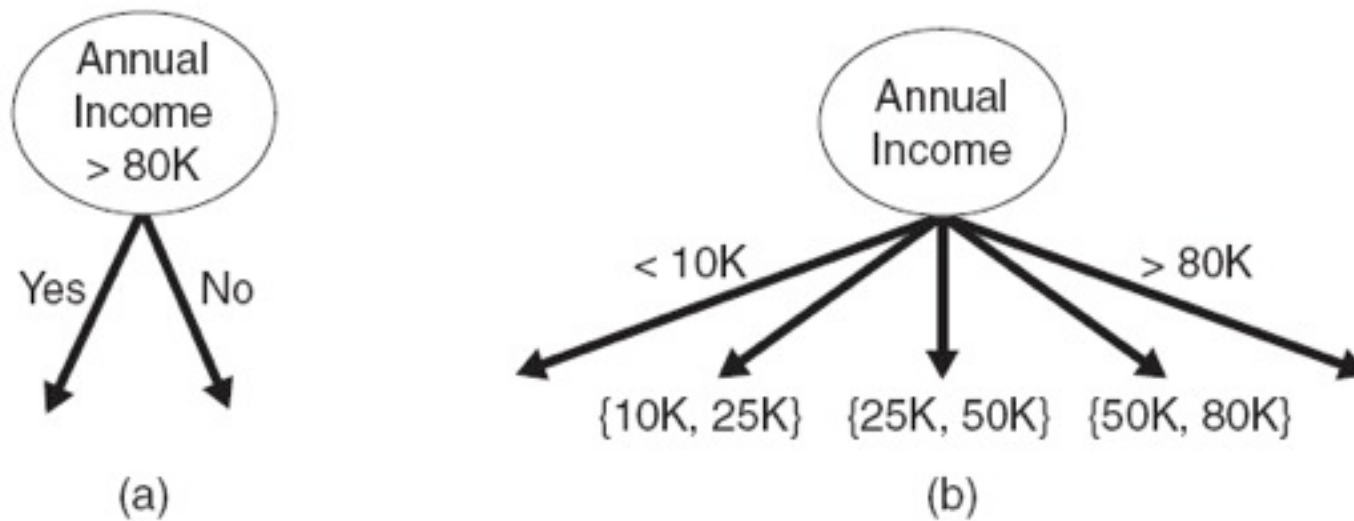 Annual
Income
> 80K
Yes
No
(a)
Annual
Income
< 10K
> 80K
{10K, 25K}
{25K, 50K}
{50K, 80K}
(b)